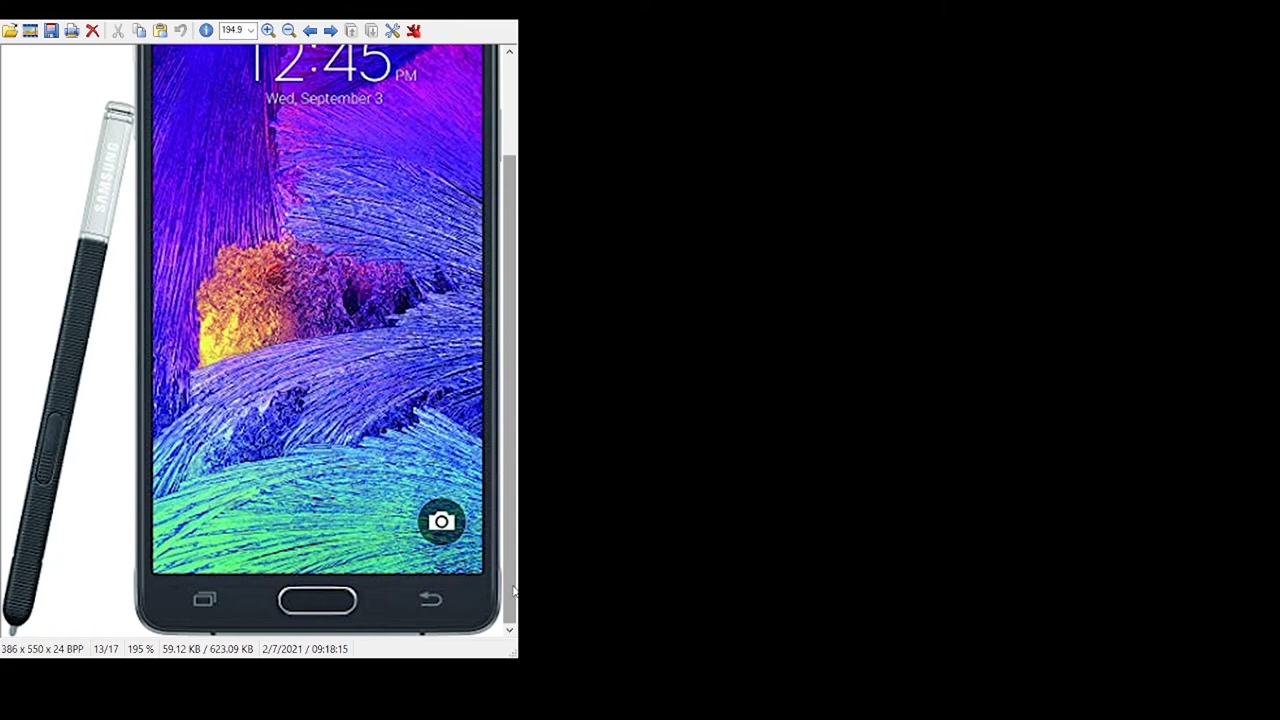 194.9
12:45 PM
Wed, September 3
SAMSUNG
386 x 550 x 24 BPP 13/17 195 % 59.12 KB / 623.09 KB 2/7/2021 / 09:18:15